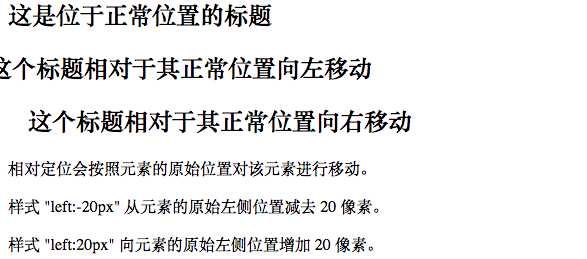 这是位于正常位置的标题
这个标题相对于其正常位置向左移动
这个标题相对于其正常位置向右移动
相对定位会按照元素的原始位置对该元素进行移动。
样式 "left:-20px" 从元素的原始左侧位置减去 20 像素。
样式 "left:20px" 向元素的原始左侧位置增加 20 像素。